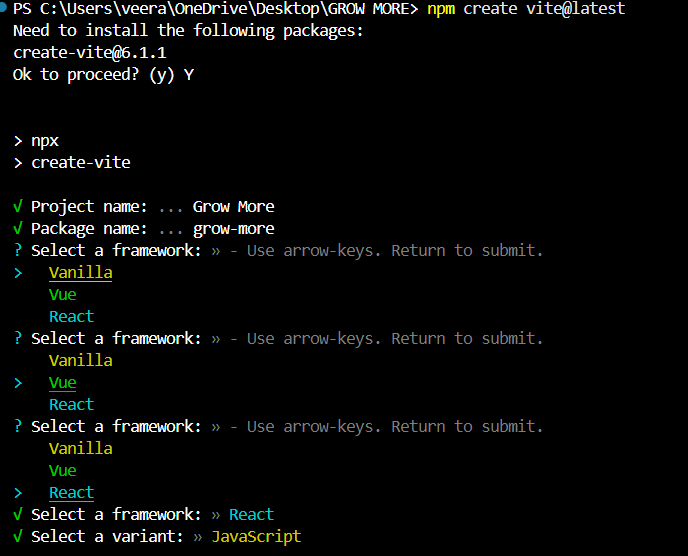 PS C:\Users\veera\OneDrive\Desktop\GROW MORE> npm create vite@latest
Need to install the following packages:
create-vite@6.1.1
Ok to proceed? (y) Y
> npx
> create-vite
√ Project name: ... Grow More
√ Package name: ... grow-more
? Select a framework: » - Use arrow-keys. Return to submit.
> Vanilla
Vue
React
? Select a framework: » - Use arrow-keys. Return to submit.
Vanilla
> Vue
React
? Select a framework: » - Use arrow-keys. Return to submit.
Vanilla
Vue
> React
√ Select a framework: » React
√ Select a variant: » JavaScript